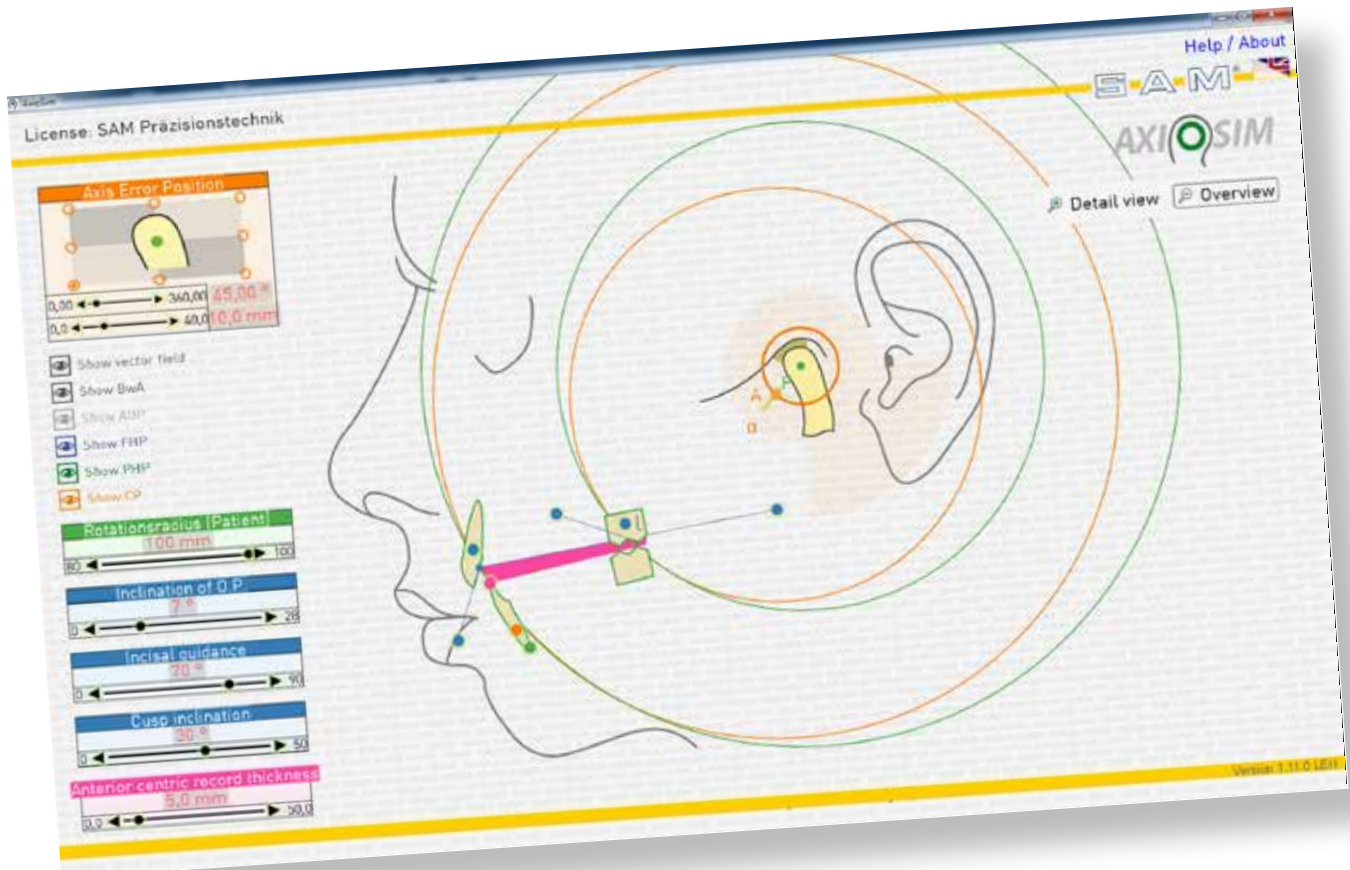 Help / About
SAM
License: SAM Präzisionstechnik
AXIOSIM
Detail view
Overview
Axis Error Position
0,00
360,00
45,00 °
0,0
40,0
10,0 mm
Show vector field
Show BwA
Show FHP
Show PHP
Show CP
A
P
Rotationsradius (Patient)
100 mm
80
100
Inclination of O.P.
7 °
0
28
Incisal guidance
70 °
0
90
Cusp inclination
30 °
0
50
Anterior centric record thickness
5,0 mm
0,0
50,0